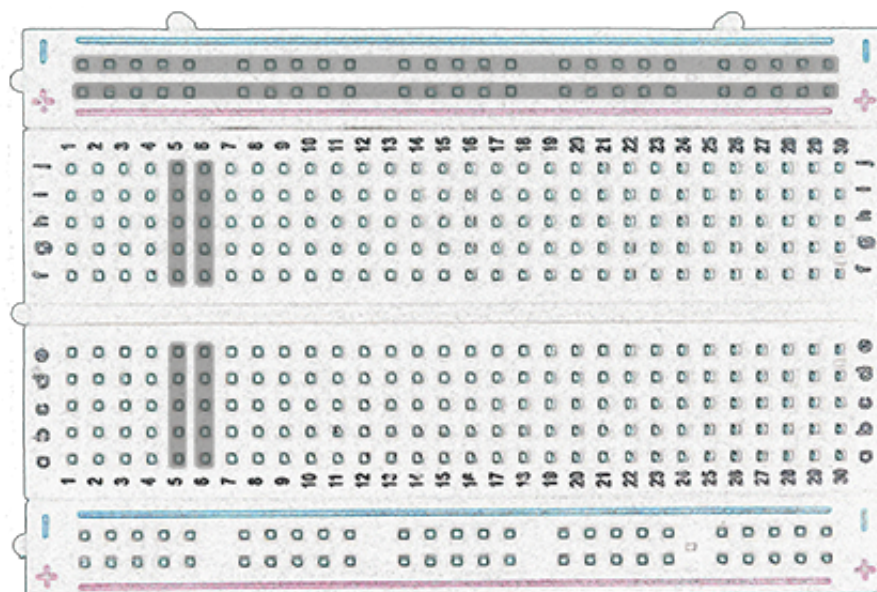 - -
+ +
1 2 3 4 5 6 7 8 9 10 11 12 13 14 15 16 17 18 19 20 21 22 23 24 25 26 27 28 29 30
j j
i i
h h
g g
f f
e e
d d
c c
b b
a a
1 2 3 4 5 6 7 8 9 10 11 12 13 14 15 16 17 18 19 20 21 22 23 24 25 26 27 28 29 30
- -
+ +